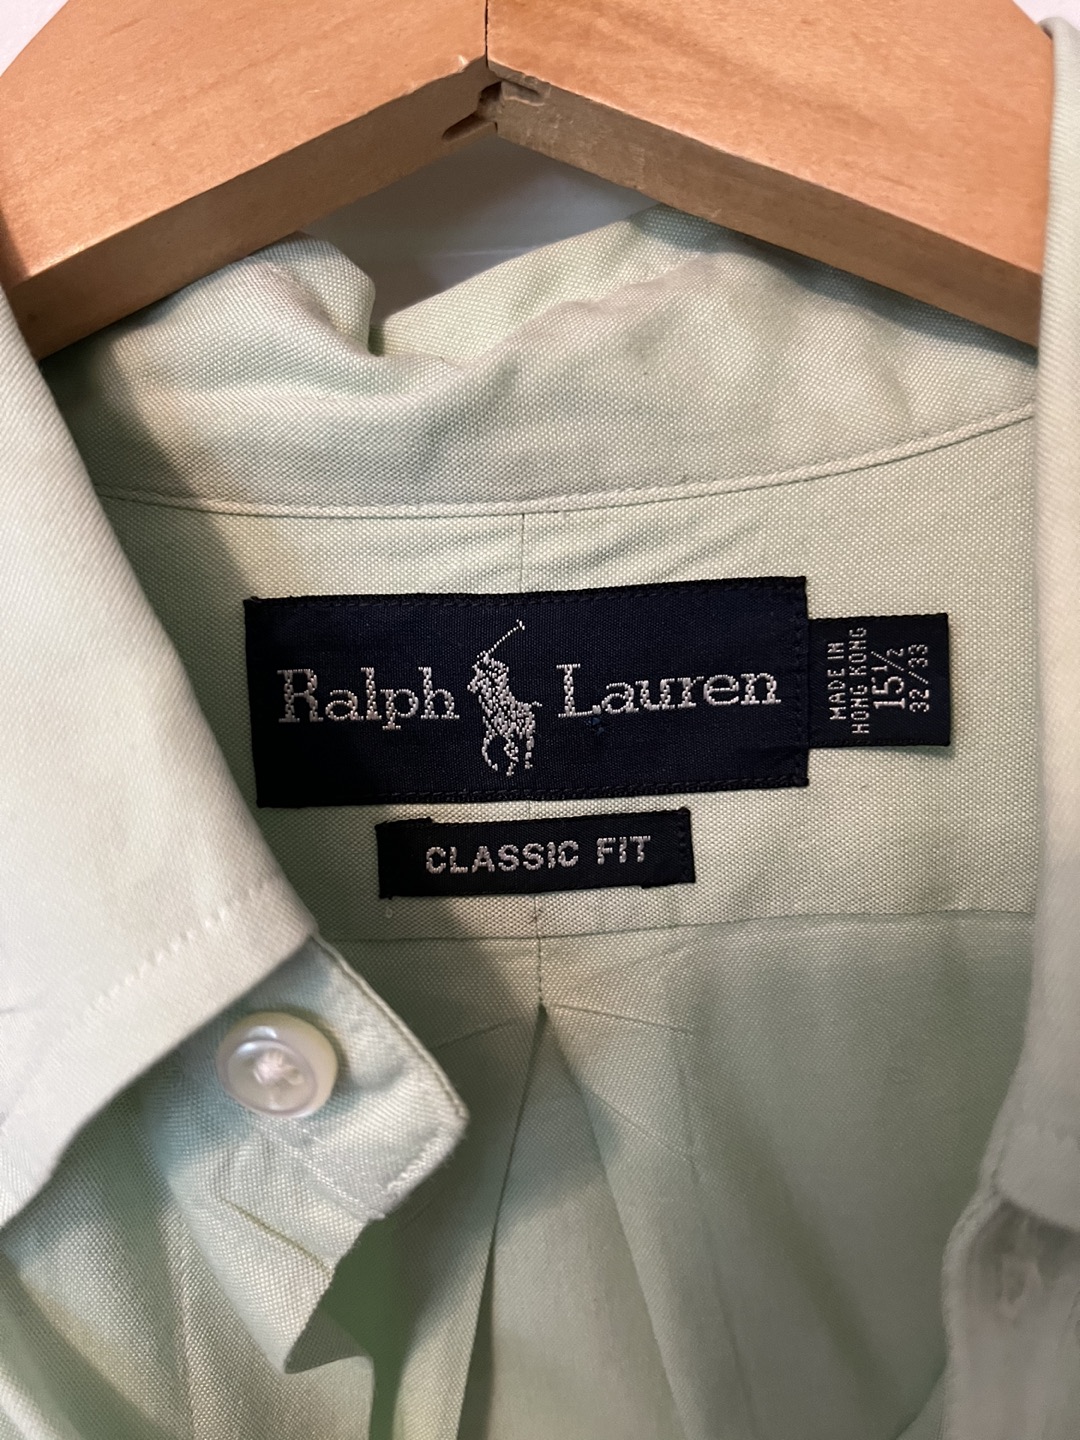 Ralph Lauren
MADE IN
HONG KONG
15½
32/33
CLASSIC FIT